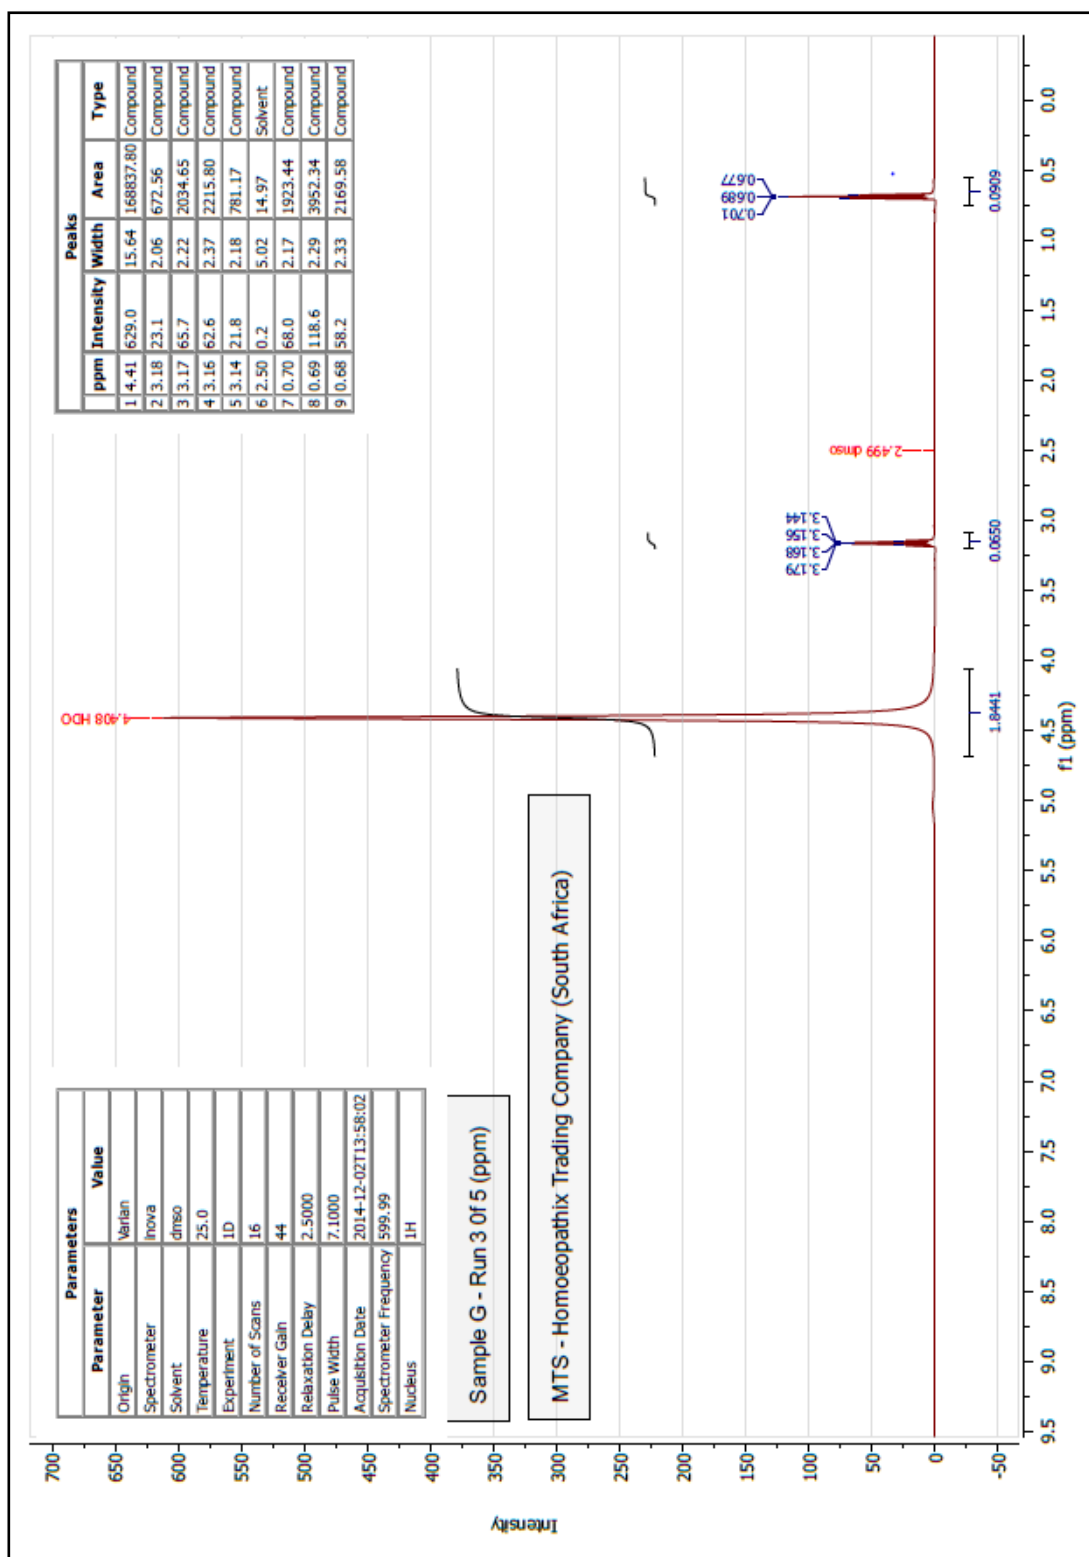 Parameters
Parameter Value
Origin Varian
Spectrometer inova
Solvent dmso
Temperature 25.0
Experiment 1D
Number of Scans 16
Receiver Gain 44
Relaxation Delay 2.5000
Pulse Width 7.1000
Acquisition Date 2014-12-02T13:58:02
Spectrometer Frequency 599.99
Nucleus 1H
Peaks
ppm Intensity Width Area Type
1 4.41 629.0 15.64 168837.80 Compound
2 3.18 23.1 2.06 672.56 Compound
3 3.17 65.7 2.22 2034.65 Compound
4 3.16 62.6 2.37 2215.80 Compound
5 3.14 21.8 2.18 781.17 Compound
6 2.50 0.2 5.02 14.97 Solvent
7 0.70 68.0 2.17 1923.44 Compound
8 0.69 118.6 2.29 3952.34 Compound
9 0.68 58.2 2.33 2169.58 Compound
Sample G - Run 3 0f 5 (ppm)
MTS - Homoeopathix Trading Company (South Africa)
4.408 HDO
3.179
3.168
3.156
3.144
2.499 dmso
0.701
0.689
0.677
1.8441
0.0650
0.0909
700
650
600
550
500
450
400
350
300
250
200
150
100
50
0
-50
Intensity
9.5 9.0 8.5 8.0 7.5 7.0 6.5 6.0 5.5 5.0 4.5 4.0 3.5 3.0 2.5 2.0 1.5 1.0 0.5 0.0
f1 (ppm)